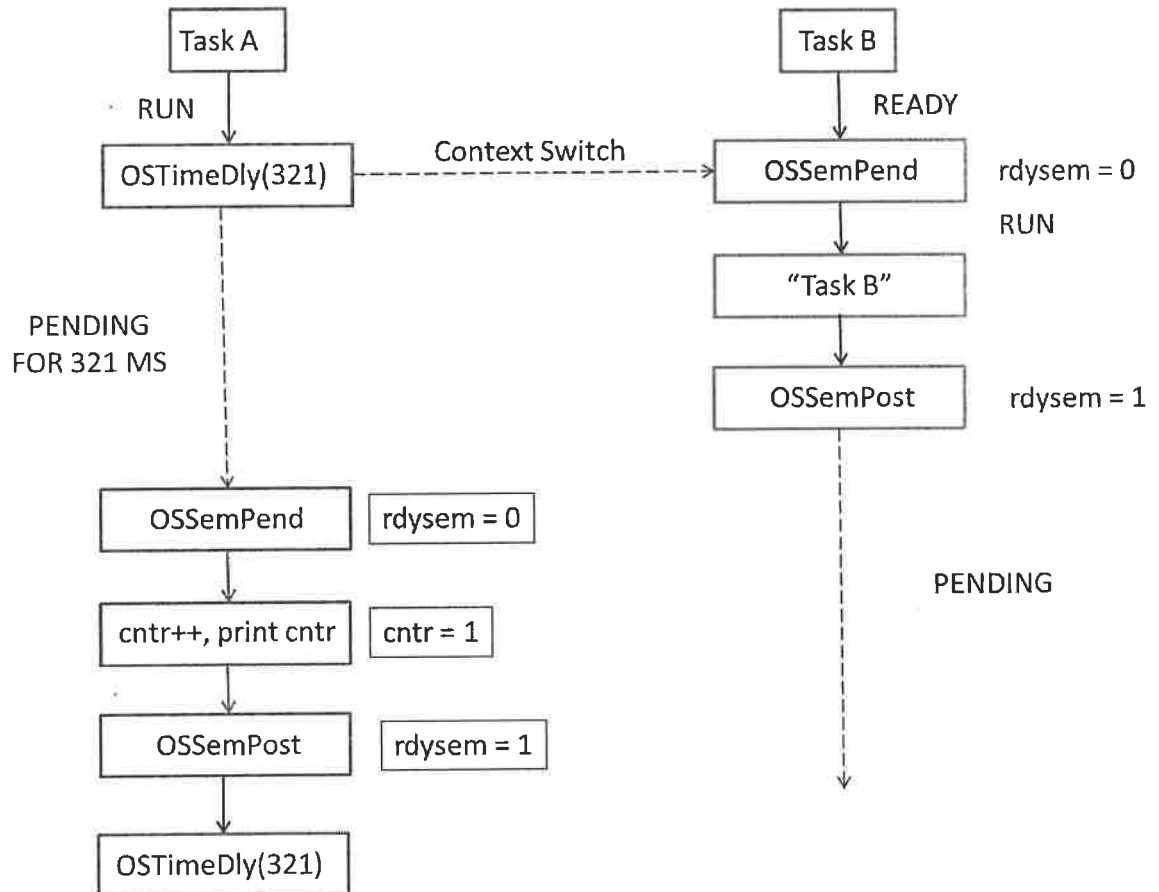 Task A
Task B
RUN
READY
OSTimeDly(321)
Context Switch
OSSemPend
rdysem = 0
RUN
“Task B”
PENDING
FOR 321 MS
OSSemPost
rdysem = 1
OSSemPend
rdysem = 0
PENDING
cntr++, print cntr
cntr = 1
OSSemPost
rdysem = 1
OSTimeDly(321)